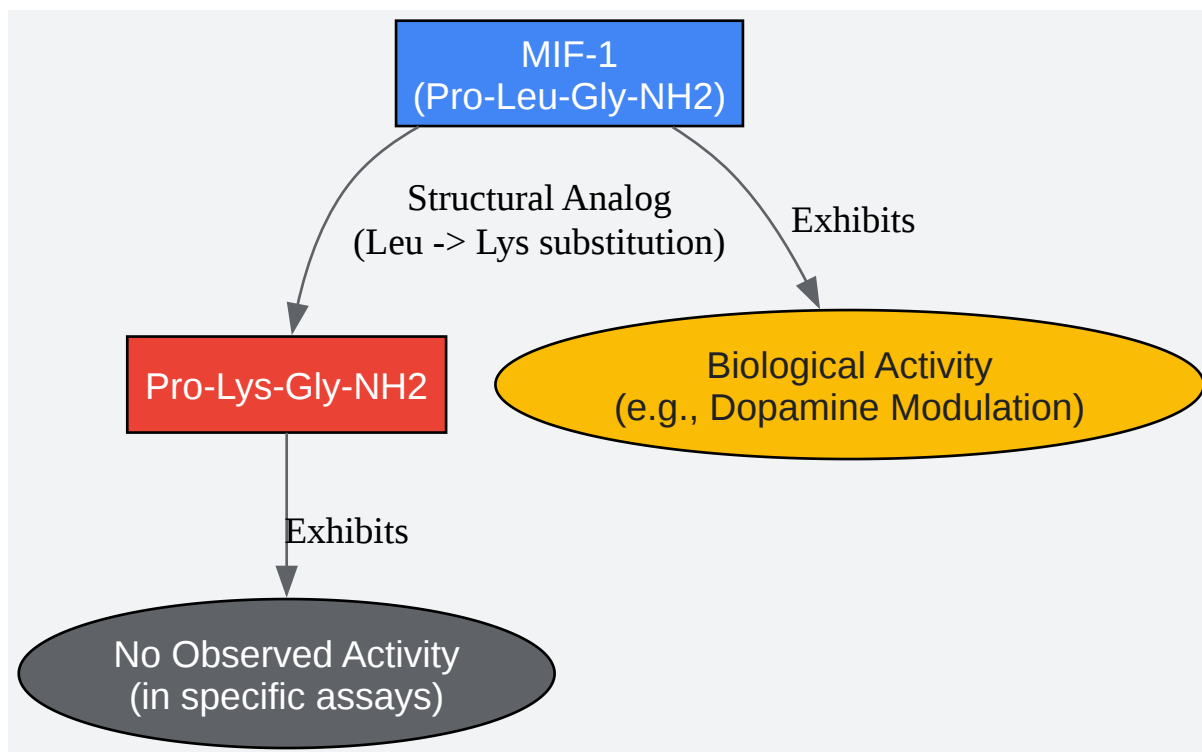 MIF-1
(Pro-Leu-Gly-NH2)
Structural Analog
(Leu -> Lys substitution)
Exhibits
Pro-Lys-Gly-NH2
Biological Activity
(e.g., Dopamine Modulation)
Exhibits
No Observed Activity
(in specific assays)